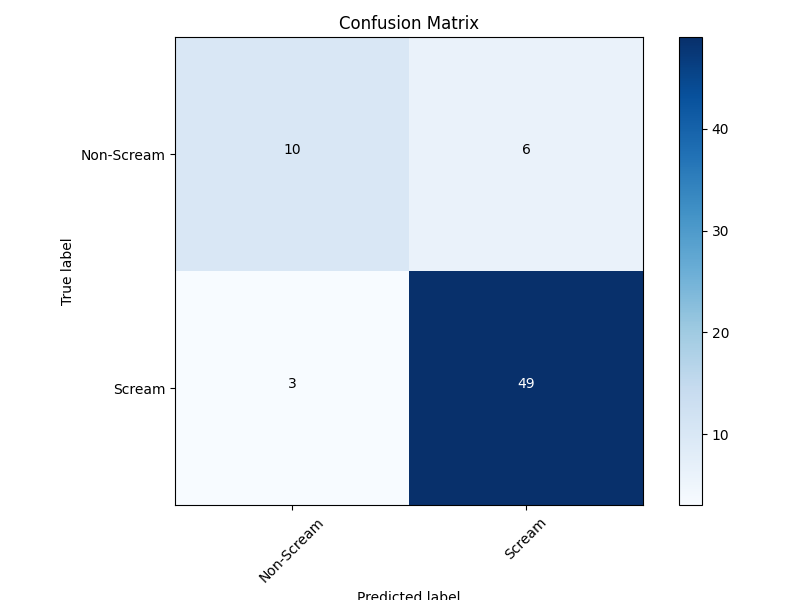 Confusion Matrix
Non-Scream
10
6
40
30
True label
20
Scream
3
49
10
Non-Scream
Scream
Predicted label